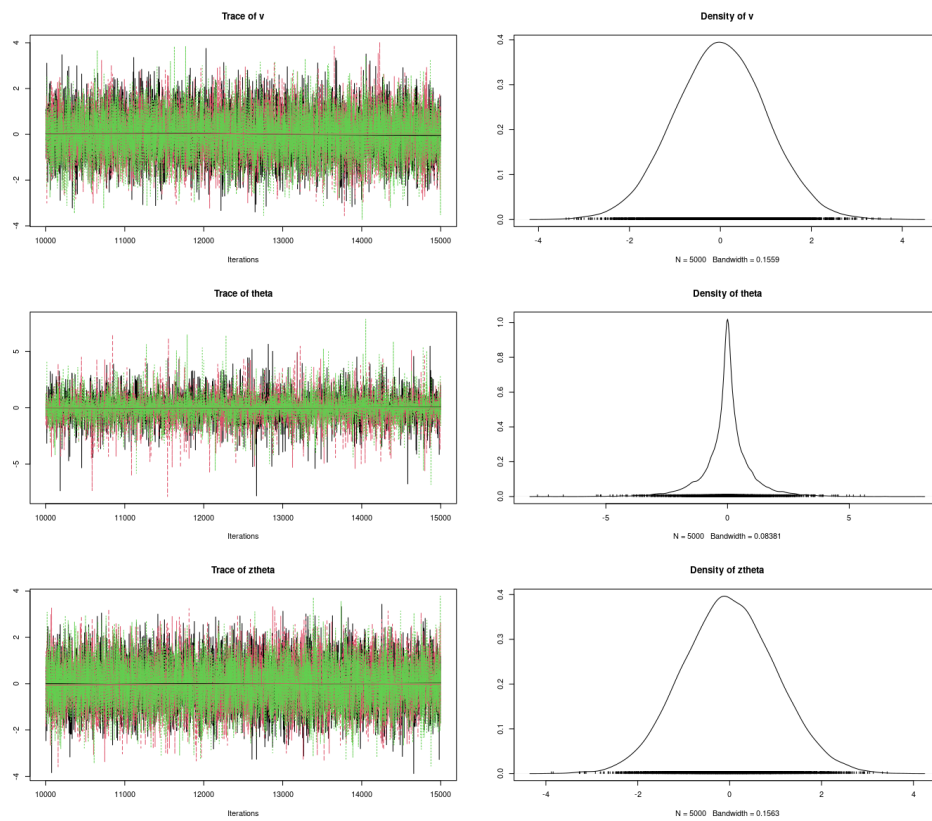 Trace of v
4
2
0
-2
-4
10000 11000 12000 13000 14000 15000
Iterations
Density of v
0.4
0.3
0.2
0.1
0.0
-4 -2 0 2 4
N = 5000 Bandwidth = 0.1559
Trace of theta
5
0
-5
10000 11000 12000 13000 14000 15000
Iterations
Density of theta
1.0
0.8
0.6
0.4
0.2
0.0
-5 0 5
N = 5000 Bandwidth = 0.08381
Trace of ztheta
4
2
0
-2
-4
10000 11000 12000 13000 14000 15000
Iterations
Density of ztheta
0.4
0.3
0.2
0.1
0.0
-4 -2 0 2 4
N = 5000 Bandwidth = 0.1563